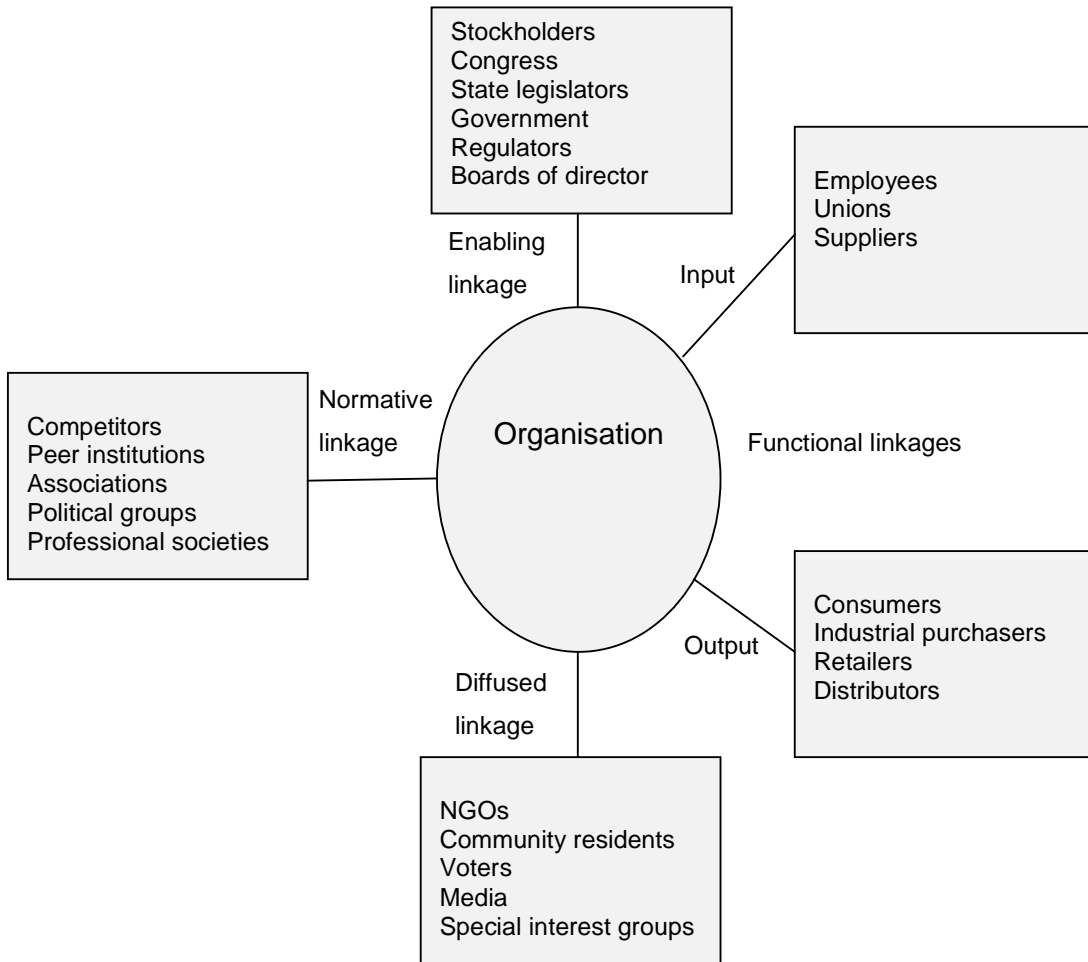 Stockholders
Congress
State legislators
Government
Regulators
Boards of director
Employees
Unions
Suppliers
Enabling
linkage
Input
Competitors
Peer institutions
Associations
Political groups
Professional societies
Normative
linkage
Organisation
Functional linkages
Consumers
Industrial purchasers
Retailers
Distributors
Output
Diffused
linkage
NGOs
Community residents
Voters
Media
Special interest groups